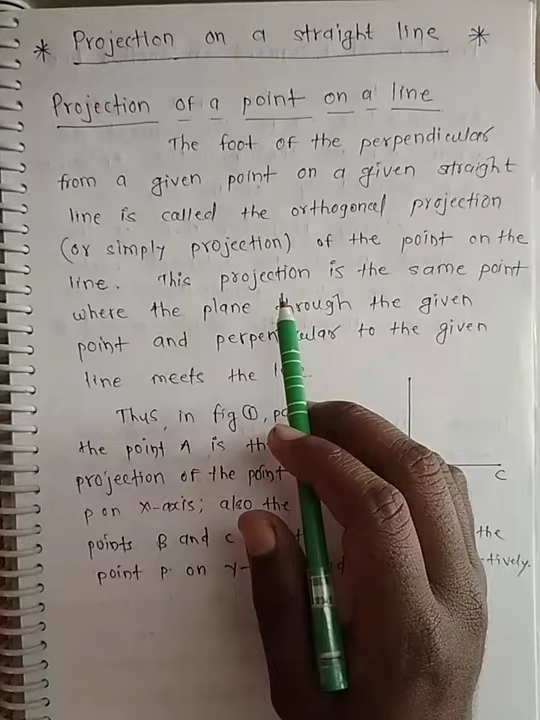 * Projection on a straight line *
Projection of a point on a line
The foot of the perpendicular
from a given point on a given straight
line is called the orthogonal projection
(or simply projection) of the point on the
line. This projection is the same point
where the plane through the given
point and perpendicular to the given
line meets the
Thus, in fig ①,
the point A is
projection of the point
p on x-axis; also the
C
points B and c the
point p on y-